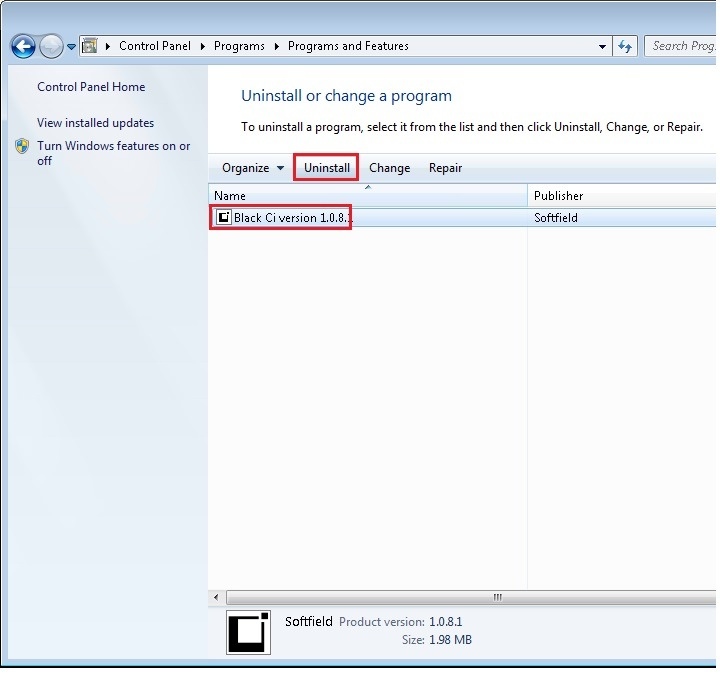 Control Panel Programs Programs and Features Search Prog
Control Panel Home
View installed updates
Turn Windows features on or
off
Uninstall or change a program
To uninstall a program, select it from the list and then click Uninstall, Change, or Repair.
Organize Uninstall Change Repair
Name Publisher
Black Ci version 1.0.8.1 Softfield
Softfield Product version: 1.0.8.1
Size: 1.98 MB